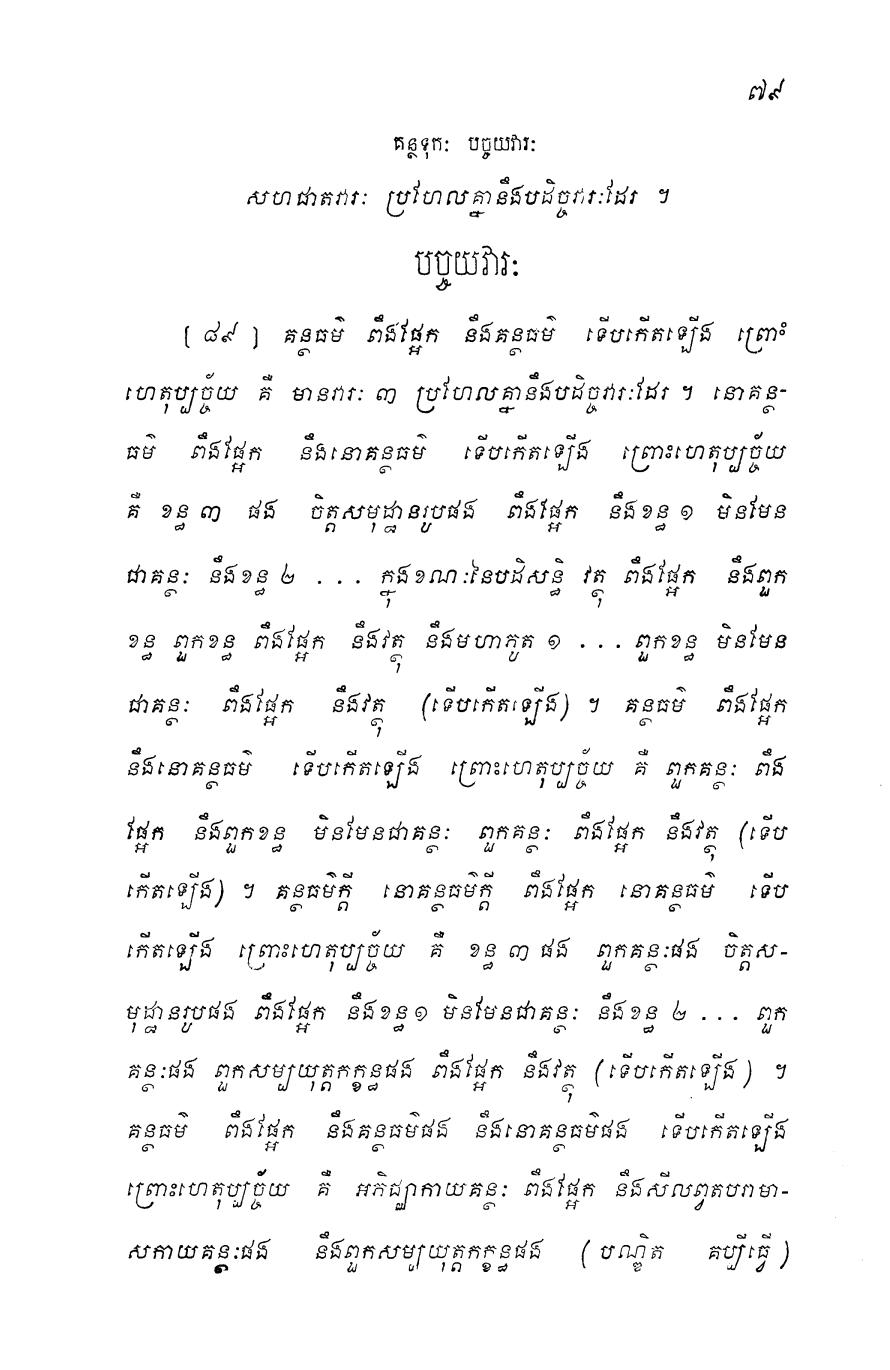 ៧៩
គន្ថទុកៈ បច្ចយវារៈ
សហជាតវារៈ ប្រហែលគ្នានឹងបដិច្ចវារៈដែរ ។
បច្ចយវារៈ
[ ៨៩ ] គន្ថធម៌ ពឹងផ្អែក នឹងគន្ថធម៌ ទើបកើតឡើង ព្រោះ
ហេតុប្បច្ច័យ គឺ មានវារៈ ៣ ប្រហែលគ្នានឹងបដិច្ចវារៈដែរ ។ នោគន្ថ-
ធម៌ ពឹងផ្អែក នឹងនោគន្ថធម៌ ទើបកើតឡើង ព្រោះហេតុប្បច្ច័យ
គឺ ខន្ធ ៣ ផង ចិត្តសមុដ្ឋានរូបផង ពឹងផ្អែក នឹងខន្ធ ១ មិនមែន
ជាគន្ថៈ នឹងខន្ធ ២ ... ក្នុងខណៈនៃបដិសន្ធិ វត្ថុ ពឹងផ្អែក នឹងពួក
ខន្ធ ពួកខន្ធ ពឹងផ្អែក នឹងវត្ថុ នឹងមហាភូត ១ ... ពួកខន្ធ មិនមែន
ជាគន្ថៈ ពឹងផ្អែក នឹងវត្ថុ (ទើបកើតឡើង) ។ គន្ថធម៌ ពឹងផ្អែក
នឹងនោគន្ថធម៌ ទើបកើតឡើង ព្រោះហេតុប្បច្ច័យ គឺ ពួកគន្ថៈ ពឹង
ផ្អែក នឹងពួកខន្ធ មិនមែនជាគន្ថៈ ពួកគន្ថៈ ពឹងផ្អែក នឹងវត្ថុ (ទើប
កើតឡើង) ។ គន្ថធម៌ក្តី នោគន្ថធម៌ក្តី ពឹងផ្អែក នោគន្ថធម៌ ទើប
កើតឡើង ព្រោះហេតុប្បច្ច័យ គឺ ខន្ធ ៣ ផង ពួកគន្ថៈផង ចិត្តស-
មុដ្ឋានរូបផង ពឹងផ្អែក នឹងខន្ធ១ មិនមែនជាគន្ថៈ នឹងខន្ធ ២ ... ពួក
គន្ថៈផង ពួកសម្បយុត្តកក្ខន្ធផង ពឹងផ្អែក នឹងវត្ថុ (ទើបកើតឡើង) ។
គន្ថធម៌ ពឹងផ្អែក នឹងគន្ថធម៌ផង នឹងនោគន្ថធម៌ផង ទើបកើតឡើង
ព្រោះហេតុប្បច្ច័យ គឺ អភិជ្ឈាកាយគន្ថៈ ពឹងផ្អែក នឹងសីលព្វតបរាមា-
សកាយគន្ថៈផង នឹងពួកសម្បយុត្តកក្ខន្ធផង (បណ្ឌិត គប្បីធ្វើ)